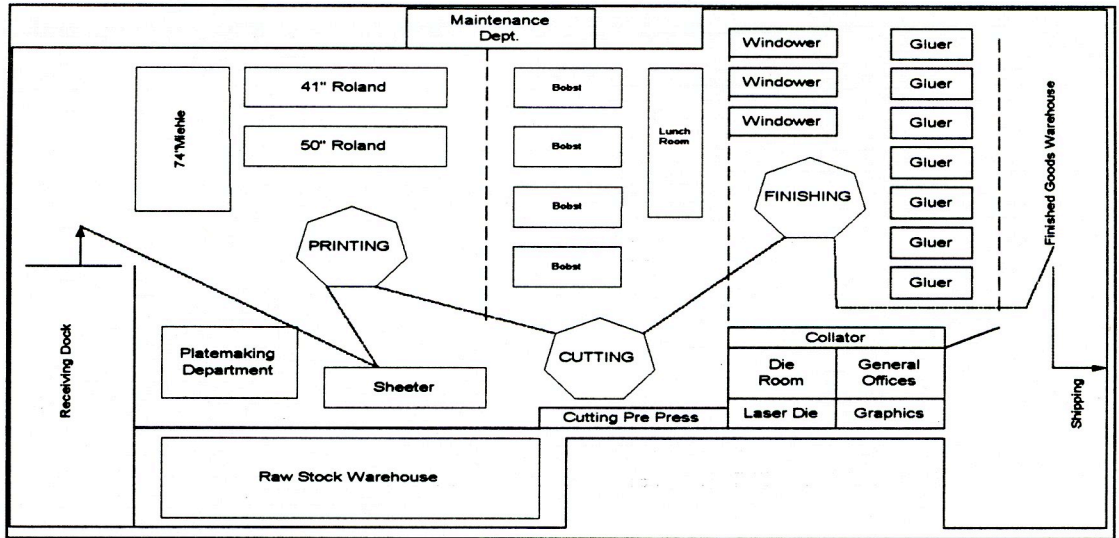 Maintenance
Dept.
Windower
Gluer
41" Roland
Bobst
Windower
Gluer
74"Miehle
50" Roland
Bobst
Lunch
Room
Windower
Gluer
Gluer
Bobst
FINISHING
Gluer
PRINTING
Gluer
Bobst
Gluer
Finished Goods Warehouse
Platemaking
Department
Sheeter
CUTTING
Collator
Die
Room
General
Offices
Receiving Dock
Cutting Pre Press
Laser Die
Graphics
Shipping
Raw Stock Warehouse